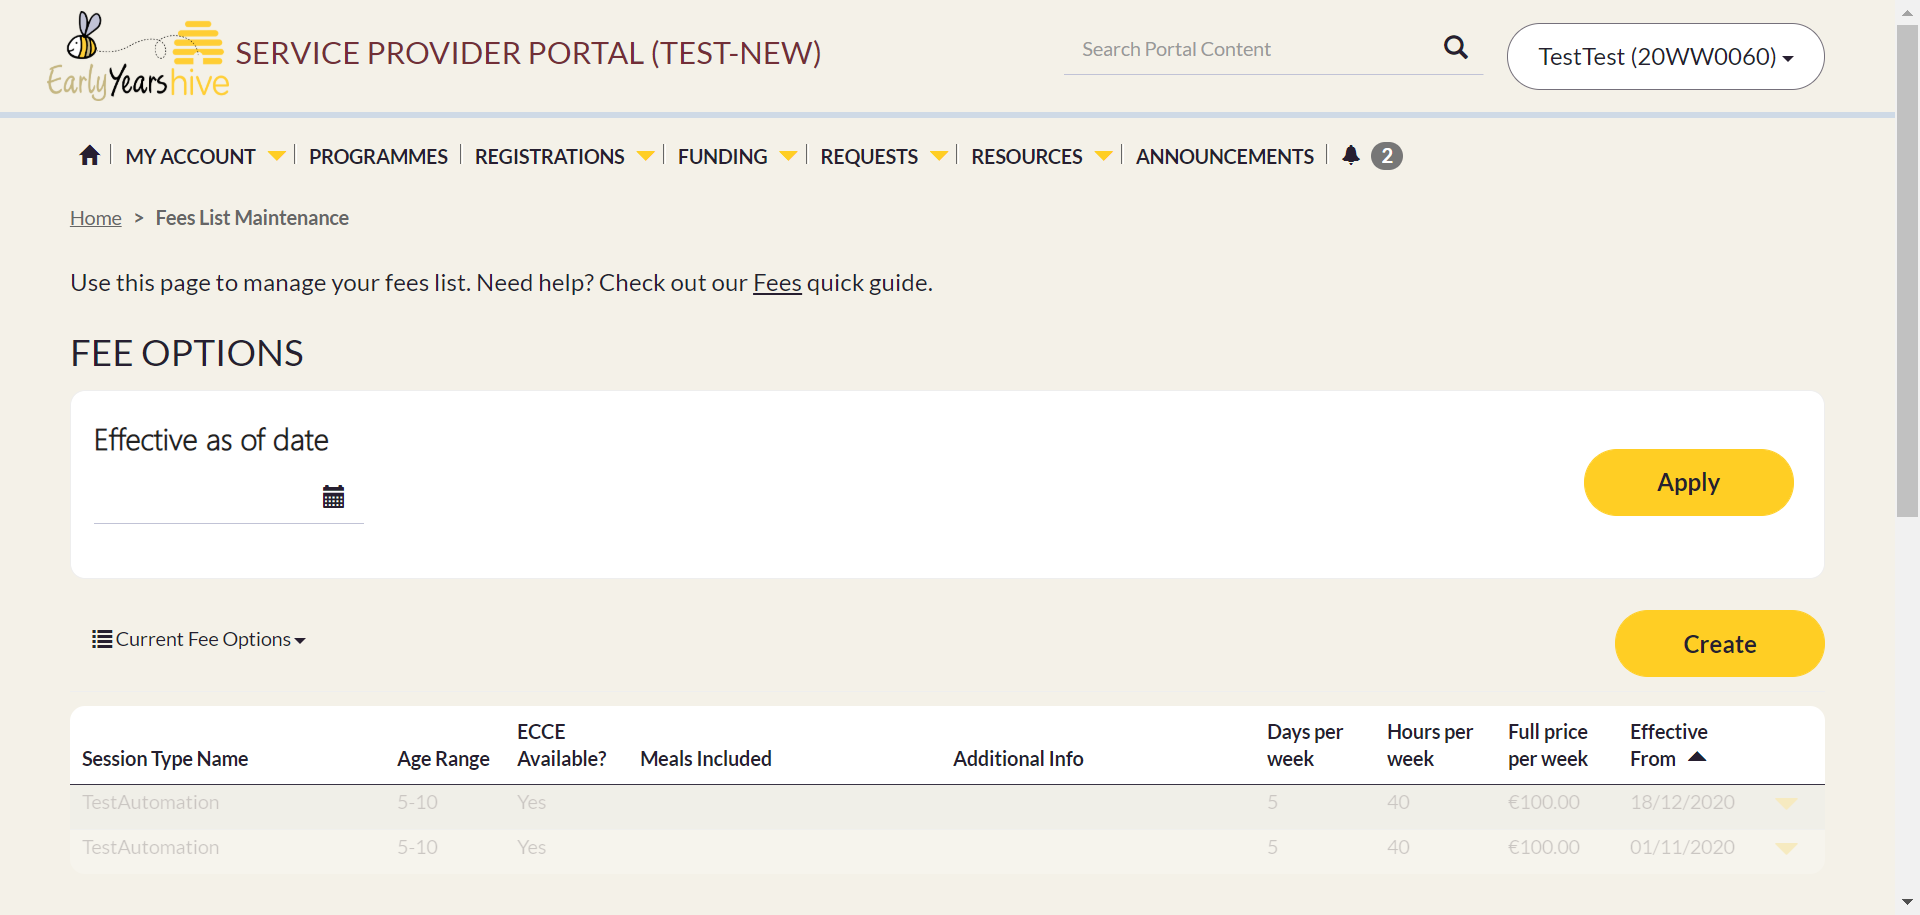 Early Years hive
SERVICE PROVIDER PORTAL (TEST-NEW)
Search Portal Content
TestTest (20WW0060)
MY ACCOUNT PROGRAMMES REGISTRATIONS FUNDING REQUESTS RESOURCES ANNOUNCEMENTS 2
Home > Fees List Maintenance
Use this page to manage your fees list. Need help? Check out our Fees quick guide.
FEE OPTIONS
Effective as of date
Apply
Current Fee Options
Create
Session Type Name Age Range ECCE Available? Meals Included Additional Info Days per week Hours per week Full price per week Effective From
TestAutomation 5-10 Yes 5 40 €100.00 18/12/2020
TestAutomation 5-10 Yes 5 40 €100.00 01/11/2020